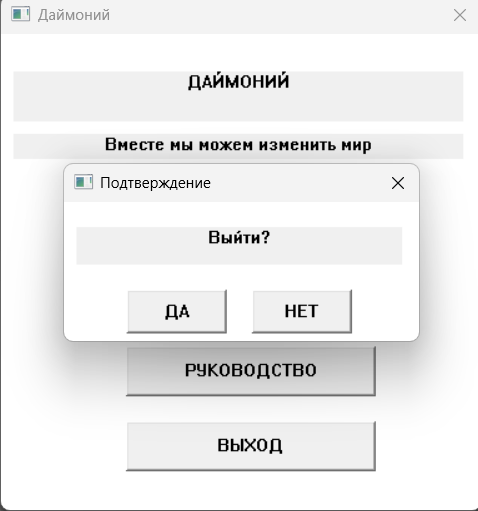 Даймоний
ДАЙМОНИЙ
Вместе мы можем изменить мир
Подтверждение
Выйти?
ДА
НЕТ
РУКОВОДСТВО
ВЫХОД